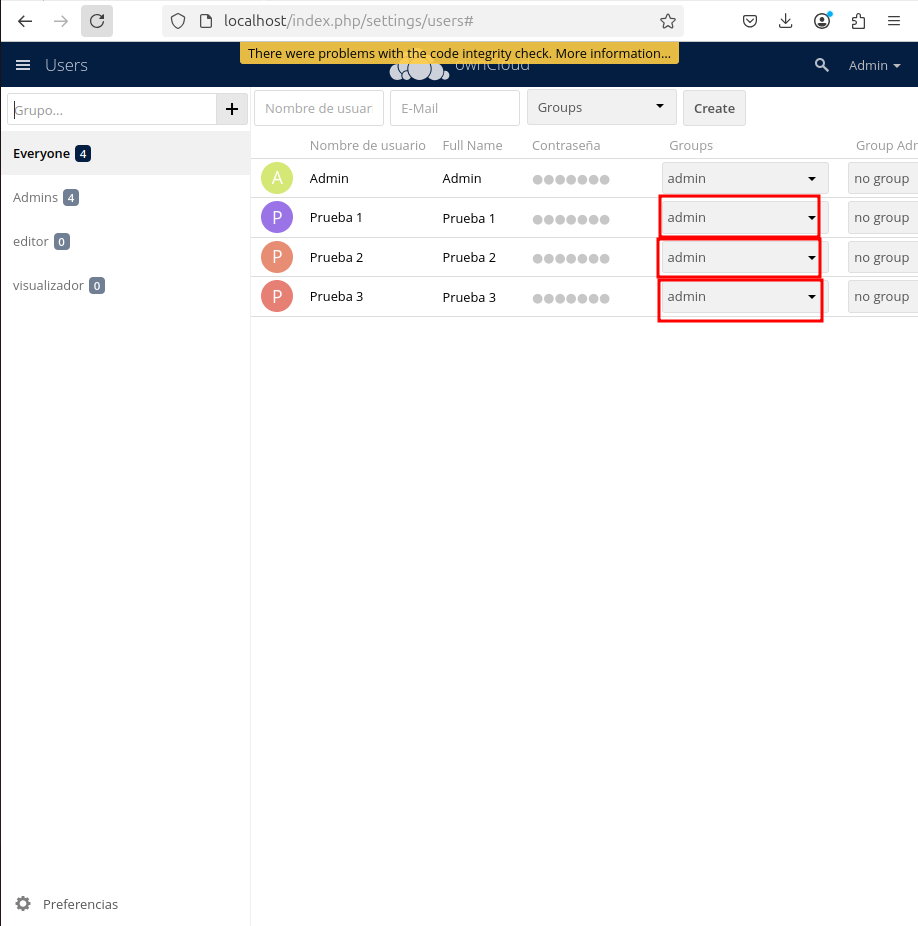 localhost/index.php/settings/users#
There were problems with the code integrity check. More information…
Users
ownCloud
Admin
Grupo...
+
Nombre de usuar
E-Mail
Groups
Create
Everyone 4
Admins 4
editor 0
visualizador 0
Nombre de usuario Full Name Contraseña Groups Group Adr
A Admin Admin ●●●●●●● admin no group
P Prueba 1 Prueba 1 ●●●●●●● admin no group
P Prueba 2 Prueba 2 ●●●●●●● admin no group
P Prueba 3 Prueba 3 ●●●●●●● admin no group
Preferencias